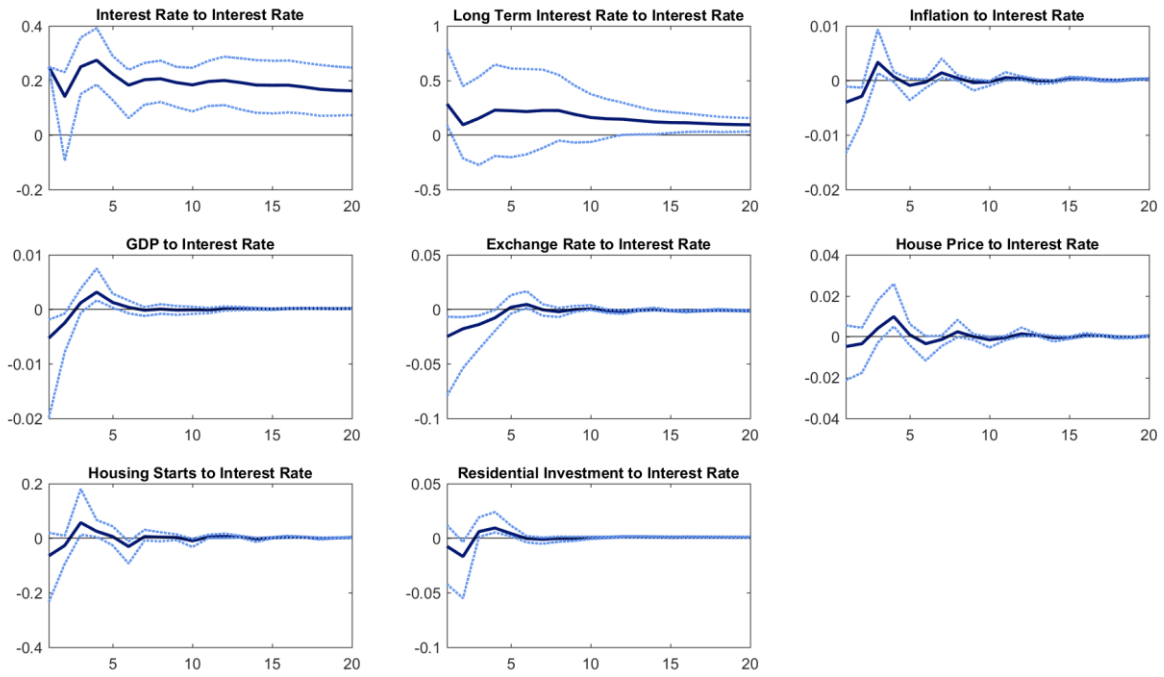 Interest Rate to Interest Rate
0.4
0.2
0
-0.2
5 10 15 20
Long Term Interest Rate to Interest Rate
1
0.5
0
-0.5
5 10 15 20
Inflation to Interest Rate
0.01
0
-0.01
-0.02
5 10 15 20
GDP to Interest Rate
0.01
0
-0.01
-0.02
5 10 15 20
Exchange Rate to Interest Rate
0.05
0
-0.05
-0.1
5 10 15 20
House Price to Interest Rate
0.04
0.02
0
-0.02
-0.04
5 10 15 20
Housing Starts to Interest Rate
0.2
0
-0.2
-0.4
5 10 15 20
Residential Investment to Interest Rate
0.05
0
-0.05
-0.1
5 10 15 20